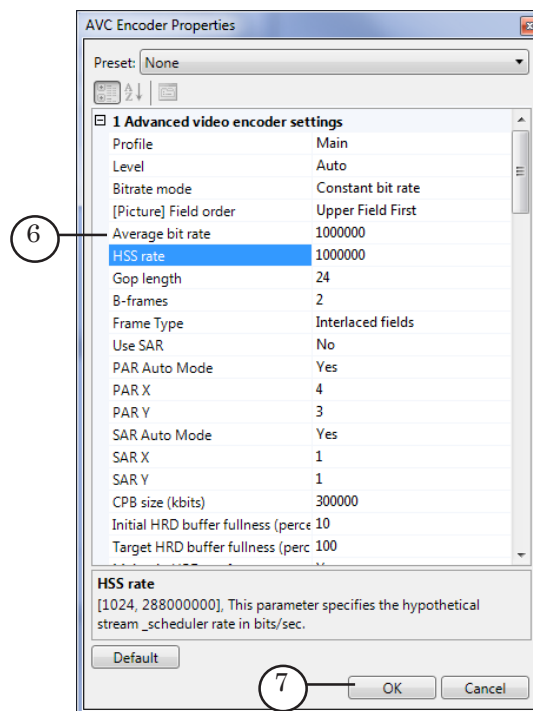 AVC Encoder Properties
Preset: None
1 Advanced video encoder settings
Profile Main
Level Auto
Bitrate mode Constant bit rate
[Picture] Field order Upper Field First
6 Average bit rate 1000000
HSS rate 1000000
Gop length 24
B-frames 2
Frame Type Interlaced fields
Use SAR No
PAR Auto Mode Yes
PAR X 4
PAR Y 3
SAR Auto Mode Yes
SAR X 1
SAR Y 1
CPB size (kbits) 300000
Initial HRD buffer fullness (perce 10
Target HRD buffer fullness (perc 100
HSS rate
[1024, 288000000], This parameter specifies the hypothetical
stream _scheduler rate in bits/sec.
Default
7 OK Cancel